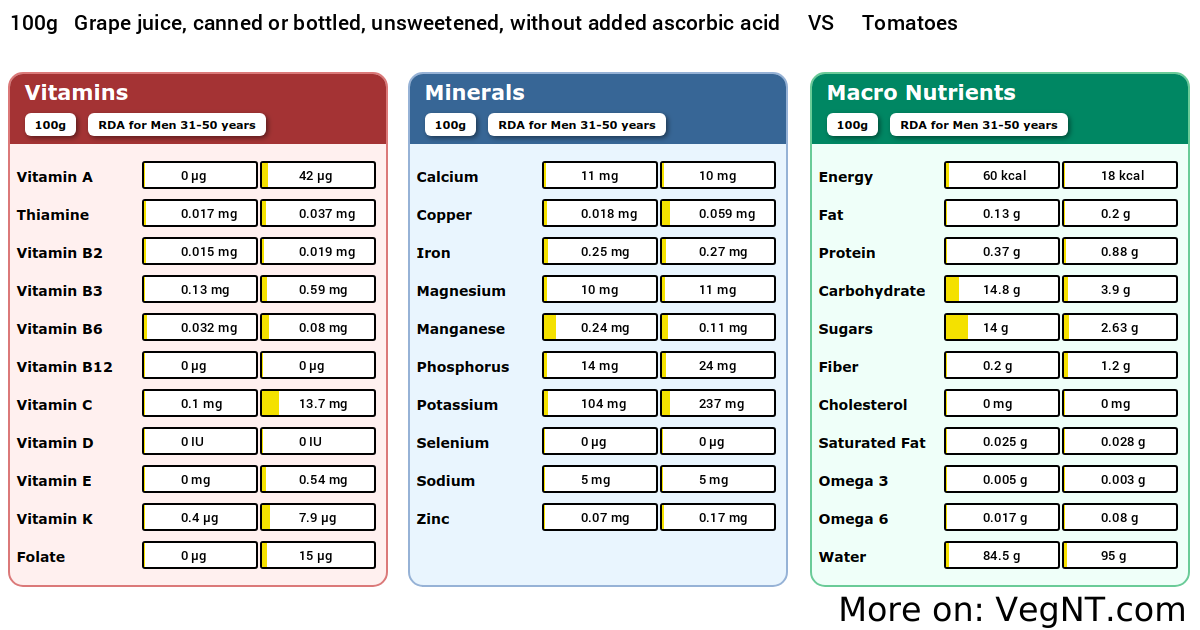 100g Grape juice, canned or bottled, unsweetened, without added ascorbic acid VS Tomatoes
Vitamins
100g RDA for Men 31-50 years
Vitamin A 0 µg 42 µg
Thiamine 0.017 mg 0.037 mg
Vitamin B2 0.015 mg 0.019 mg
Vitamin B3 0.13 mg 0.59 mg
Vitamin B6 0.032 mg 0.08 mg
Vitamin B12 0 µg 0 µg
Vitamin C 0.1 mg 13.7 mg
Vitamin D 0 IU 0 IU
Vitamin E 0 mg 0.54 mg
Vitamin K 0.4 µg 7.9 µg
Folate 0 µg 15 µg
Minerals
100g RDA for Men 31-50 years
Calcium 11 mg 10 mg
Copper 0.018 mg 0.059 mg
Iron 0.25 mg 0.27 mg
Magnesium 10 mg 11 mg
Manganese 0.24 mg 0.11 mg
Phosphorus 14 mg 24 mg
Potassium 104 mg 237 mg
Selenium 0 µg 0 µg
Sodium 5 mg 5 mg
Zinc 0.07 mg 0.17 mg
Macro Nutrients
100g RDA for Men 31-50 years
Energy 60 kcal 18 kcal
Fat 0.13 g 0.2 g
Protein 0.37 g 0.88 g
Carbohydrate 14.8 g 3.9 g
Sugars 14 g 2.63 g
Fiber 0.2 g 1.2 g
Cholesterol 0 mg 0 mg
Saturated Fat 0.025 g 0.028 g
Omega 3 0.005 g 0.003 g
Omega 6 0.017 g 0.08 g
Water 84.5 g 95 g
More on: VegNT.com